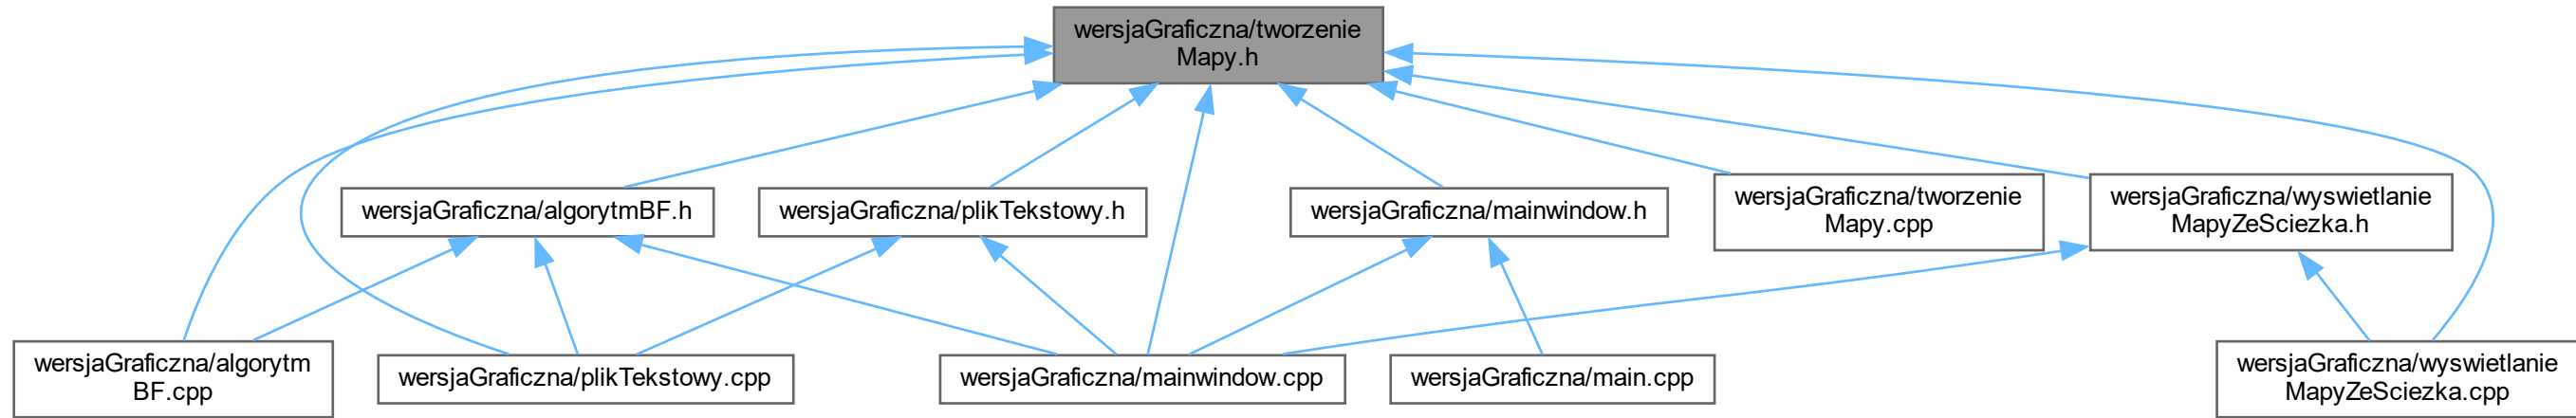 wersjaGraficzna/tworzenie
Mapy.h
wersjaGraficzna/algorytmBF.h
wersjaGraficzna/plikTekstowy.h
wersjaGraficzna/mainwindow.h
wersjaGraficzna/tworzenie
Mapy.cpp
wersjaGraficzna/wyswietlanie
MapyZeSciezka.h
wersjaGraficzna/algorytm
BF.cpp
wersjaGraficzna/plikTekstowy.cpp
wersjaGraficzna/mainwindow.cpp
wersjaGraficzna/main.cpp
wersjaGraficzna/wyswietlanie
MapyZeSciezka.cpp